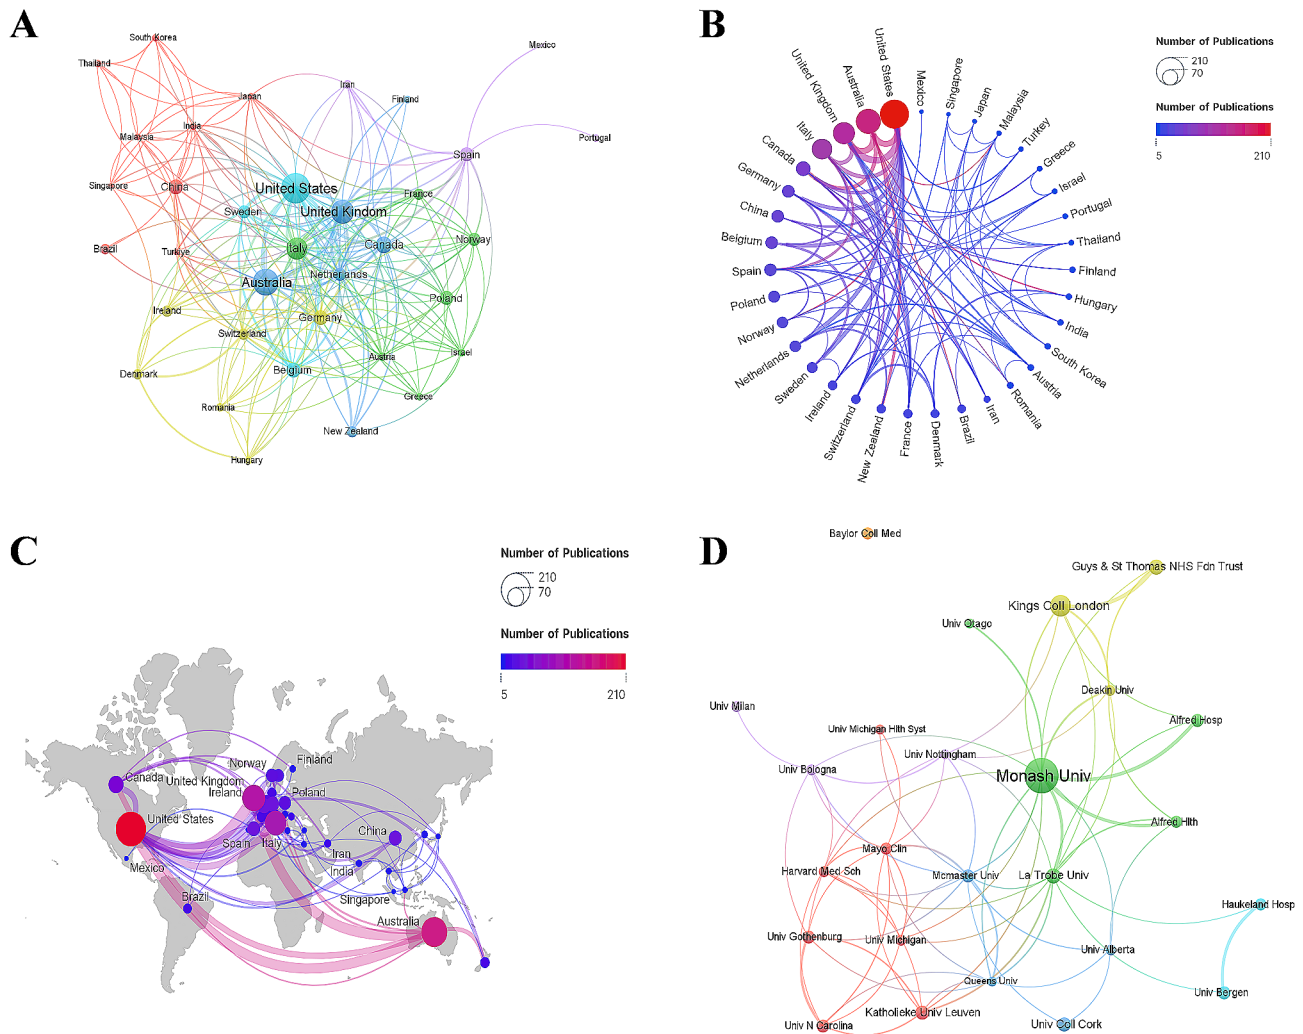 A
South Korea
Thailand
Mexico
Japan
Iran
Finland
India
Malaysia
Portugal
Spain
Singapore
China
United States
France
Sweden
United Kindom
Brazil
Turkiye
Italy
Canada
Norway
Australia
Netherlands
Poland
Ireland
Germany
Switzerland
Austria
Israel
Denmark
Belgium
Romania
Greece
New Zealand
Hungary
B
Number of Publications
210
70
Number of Publications
5 210
United States
Australia
United Kingdom
Italy
Canada
Germany
China
Belgium
Spain
Poland
Norway
Netherlands
Sweden
Ireland
Switzerland
New Zealand
France
Denmark
Brazil
Iran
Romania
Austria
South Korea
India
Hungary
Finland
Thailand
Portugal
Israel
Greece
Turkey
Malaysia
Japan
Singapore
Mexico
C
Number of Publications
210
70
Number of Publications
5 210
Norway
Finland
Canada
United Kingdom
Ireland
Poland
United States
Spain
Italy
China
Mexico
Iran
India
Brazil
Singapore
Australia
D
Baylor Coll Med
Guys & St Thomas NHS Fdn Trust
Kings Coll London
Univ Otago
Deakin Univ
Univ Milan
Alfred Hosp
Univ Michigan Hlth Syst
Univ Nottingham
Univ Bologna
Monash Univ
Alfred Hlth
Mayo Clin
Harvard Med Sch
Mcmaster Univ
La Trobe Univ
Haukeland Hosp
Univ Gothenburg
Univ Michigan
Univ Alberta
Queens Univ
Univ Bergen
Katholieke Univ Leuven
Univ N Carolina
Univ Coll Cork